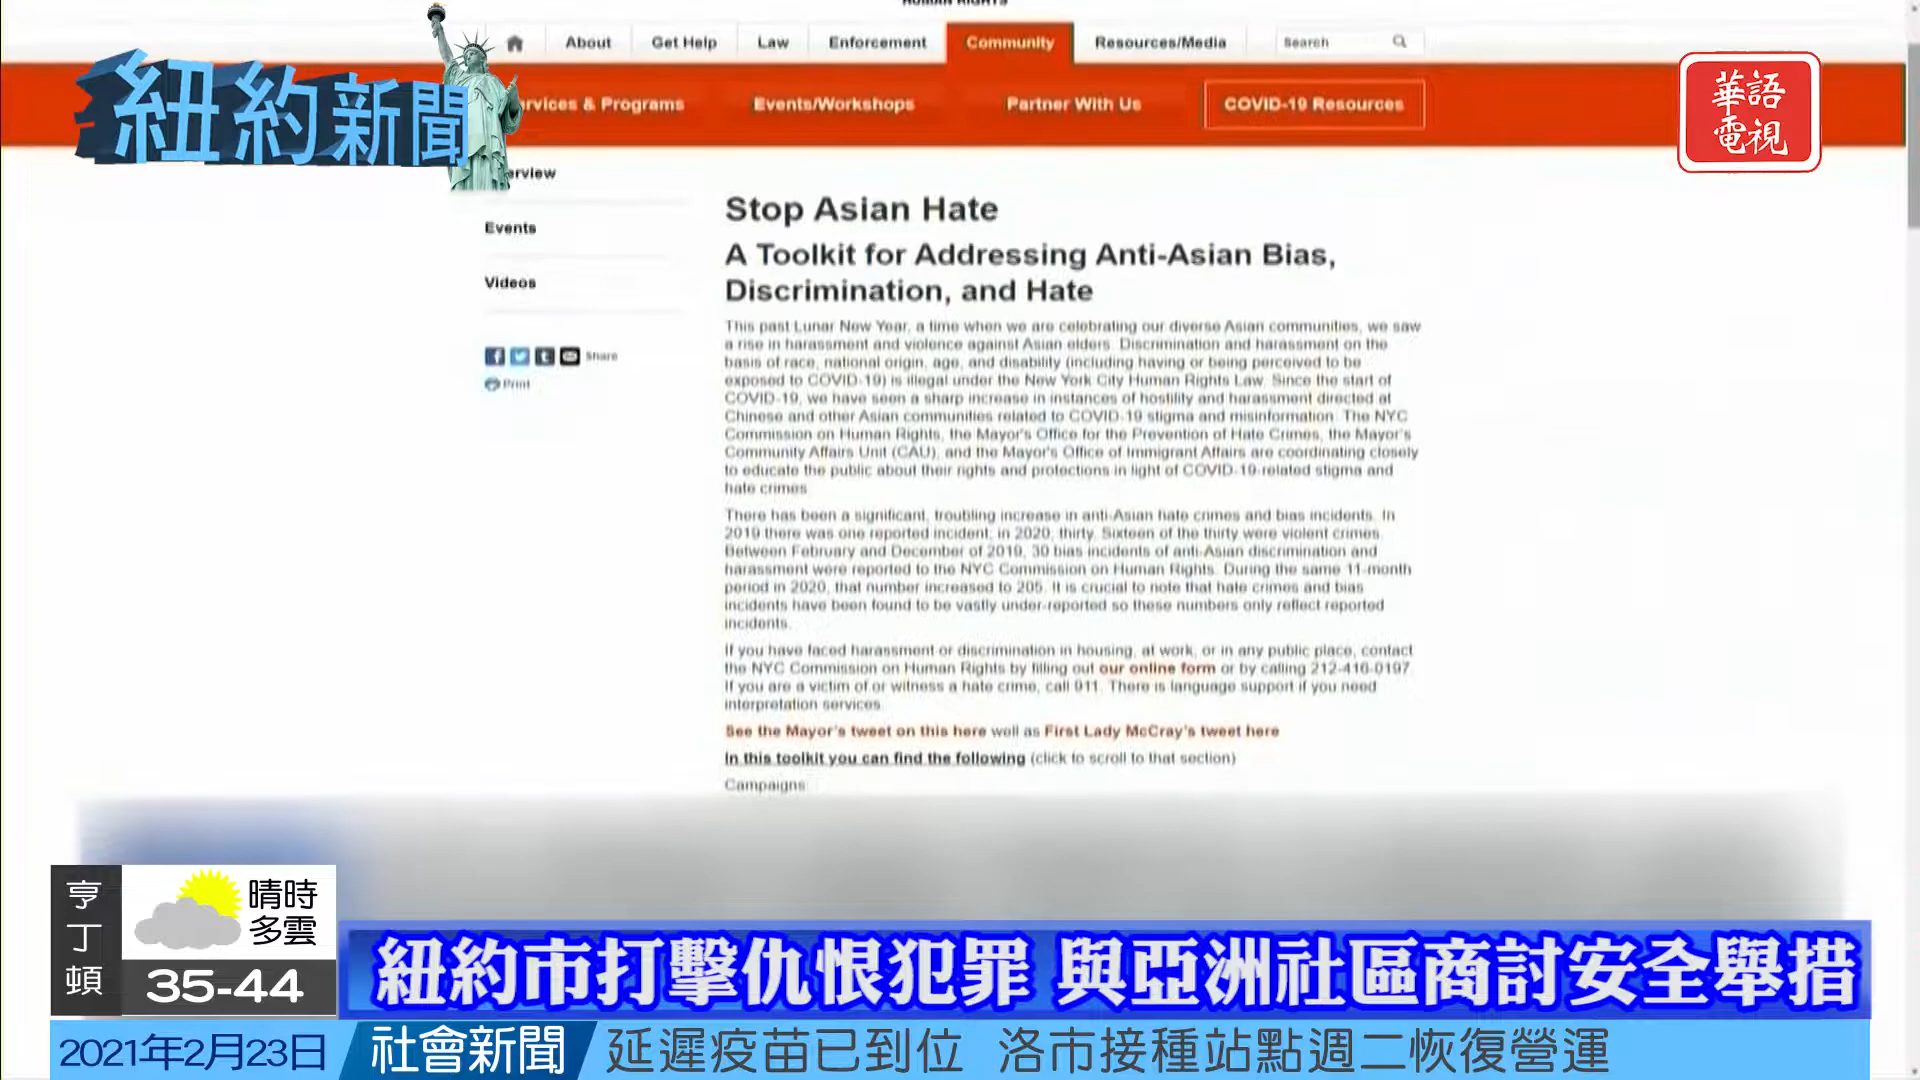 HUMAN RIGHTS
About Get Help Law Enforcement Community Resources/Media Search
紐約新聞
華語
電視
rvices & Programs Events/Workshops Partner With Us COVID-19 Resources
erview
Events
Videos
Share
Print
Stop Asian Hate
A Toolkit for Addressing Anti-Asian Bias,
Discrimination, and Hate
This past Lunar New Year, a time when we are celebrating our diverse Asian communities, we saw
a rise in harassment and violence against Asian elders. Discrimination and harassment on the
basis of race, national origin, age, and disability (including having or being perceived to be
exposed to COVID-19) is illegal under the New York City Human Rights Law. Since the start of
COVID-19, we have seen a sharp increase in instances of hostility and harassment directed at
Chinese and other Asian communities related to COVID-19 stigma and misinformation. The NYC
Commission on Human Rights, the Mayor's Office for the Prevention of Hate Crimes, the Mayor's
Community Affairs Unit (CAU), and the Mayor's Office of Immigrant Affairs are coordinating closely
to educate the public about their rights and protections in light of COVID-19-related stigma and
hate crimes.
There has been a significant, troubling increase in anti-Asian hate crimes and bias incidents. In
2019 there was one reported incident; in 2020, thirty. Sixteen of the thirty were violent crimes.
Between February and December of 2019, 30 bias incidents of anti-Asian discrimination and
harassment were reported to the NYC Commission on Human Rights. During the same 11-month
period in 2020, that number increased to 205. It is crucial to note that hate crimes and bias
incidents have been found to be vastly under-reported so these numbers only reflect reported
incidents.
If you have faced harassment or discrimination in housing, at work, or in any public place, contact
the NYC Commission on Human Rights by filling out our online form or by calling 212-416-0197.
If you are a victim of or witness a hate crime, call 911. There is language support if you need
interpretation services.
See the Mayor's tweet on this here well as First Lady McCray's tweet here
In this toolkit you can find the following (click to scroll to that section)
Campaigns
亨丁頓
晴時
多雲
35-44
紐約市打擊仇恨犯罪 與亞洲社區商討安全舉措
2021年2月23日 社會新聞 延遲疫苗已到位 洛市接種站點週二恢復營運